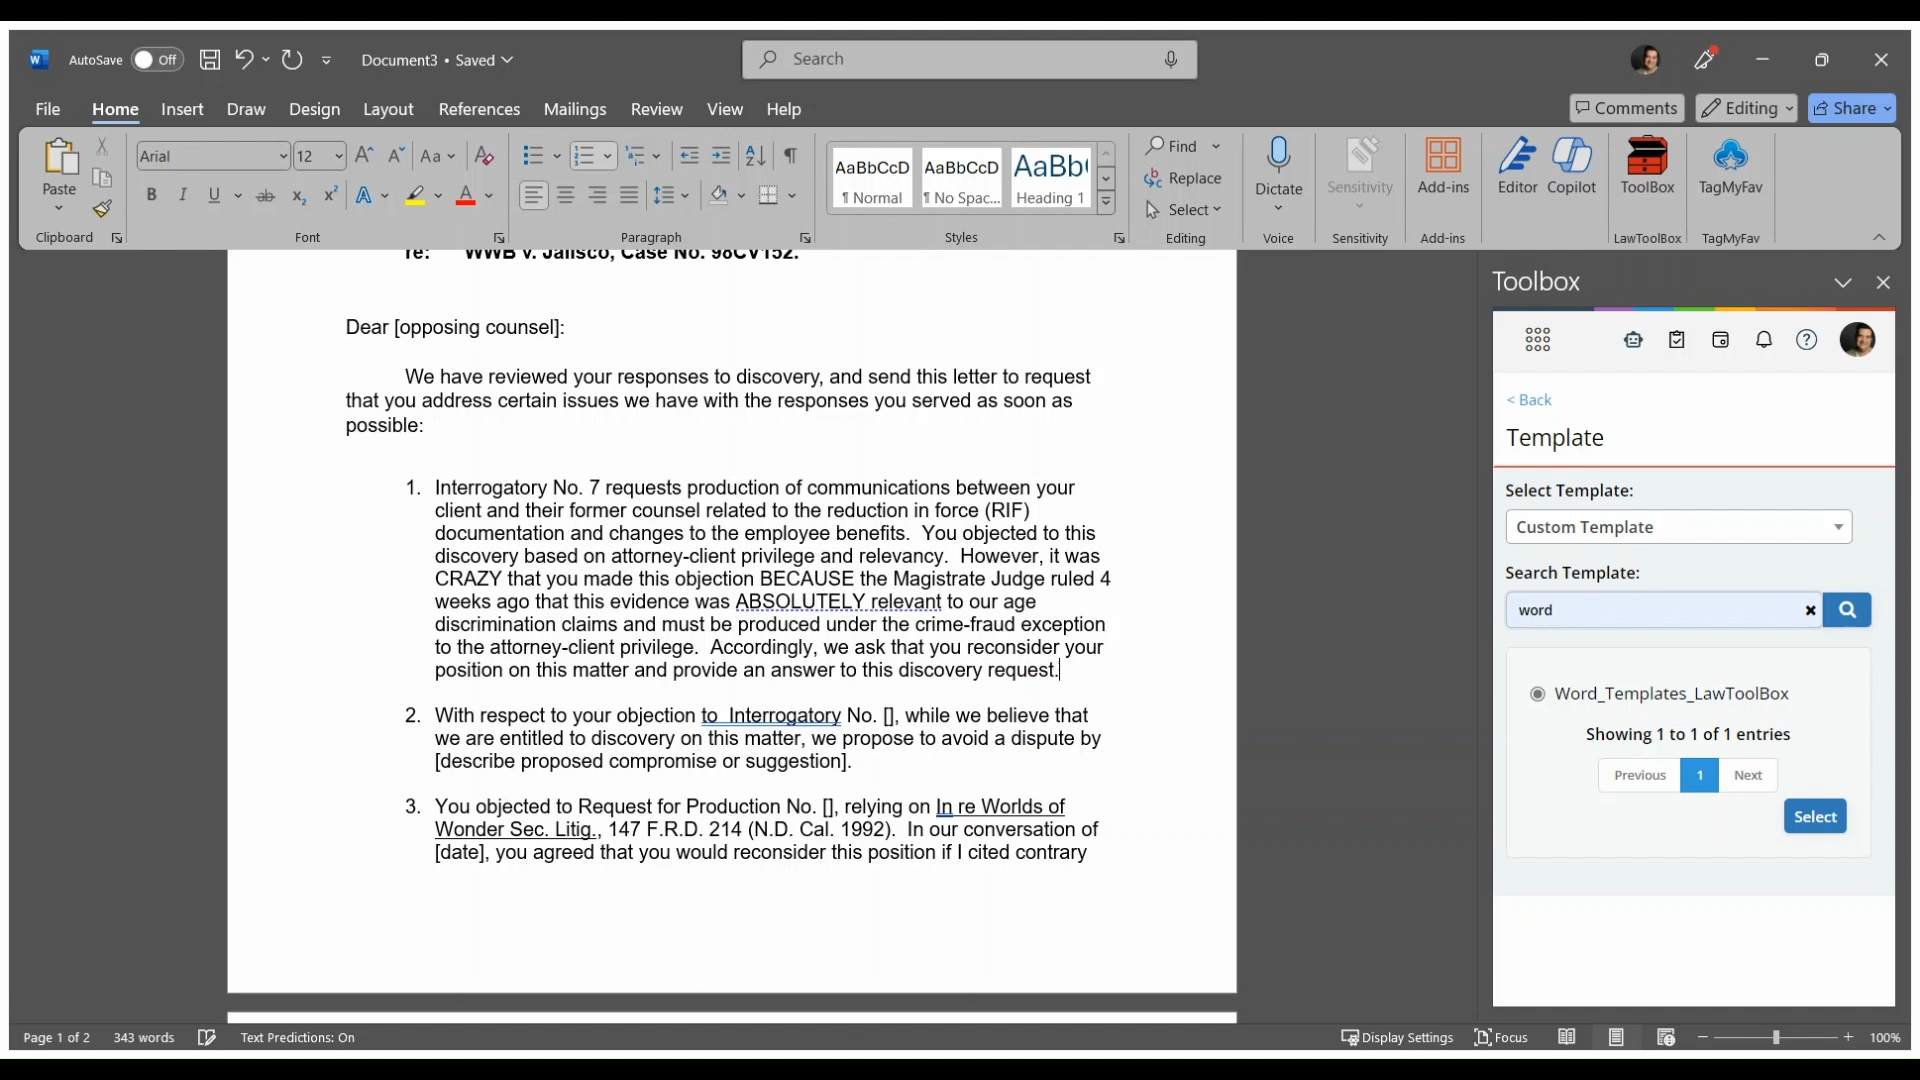 AutoSave Off Document3 • Saved Search
File Home Insert Draw Design Layout References Mailings Review View Help Comments Editing Share
Paste Clipboard
Arial 12 Aa
B I U ab x₂ x² A A
Font
Paragraph
AaBbCcD AaBbCcD AaBb(
¶ Normal ¶ No Spac... Heading 1
Styles
Find
Replace
Select
Editing
Dictate
Voice
Sensitivity
Sensitivity
Add-ins
Add-ins
Editor Copilot
ToolBox
LawToolBox
TagMyFav
TagMyFav
re: WWB v. Jalisco, Case No. 98CV152.
Dear [opposing counsel]:
We have reviewed your responses to discovery, and send this letter to request
that you address certain issues we have with the responses you served as soon as
possible:
1. Interrogatory No. 7 requests production of communications between your
client and their former counsel related to the reduction in force (RIF)
documentation and changes to the employee benefits.  You objected to this
discovery based on attorney-client privilege and relevancy.  However, it was
CRAZY that you made this objection BECAUSE the Magistrate Judge ruled 4
weeks ago that this evidence was ABSOLUTELY relevant to our age
discrimination claims and must be produced under the crime-fraud exception
to the attorney-client privilege.  Accordingly, we ask that you reconsider your
position on this matter and provide an answer to this discovery request.
2. With respect to your objection to  Interrogatory No. [], while we believe that
we are entitled to discovery on this matter, we propose to avoid a dispute by
[describe proposed compromise or suggestion].
3. You objected to Request for Production No. [], relying on In re Worlds of
Wonder Sec. Litig., 147 F.R.D. 214 (N.D. Cal. 1992).  In our conversation of
[date], you agreed that you would reconsider this position if I cited contrary
Toolbox
< Back
Template
Select Template:
Custom Template
Search Template:
word
Word_Templates_LawToolBox
Showing 1 to 1 of 1 entries
Previous 1 Next
Select
Page 1 of 2 343 words Text Predictions: On Display Settings Focus 100%